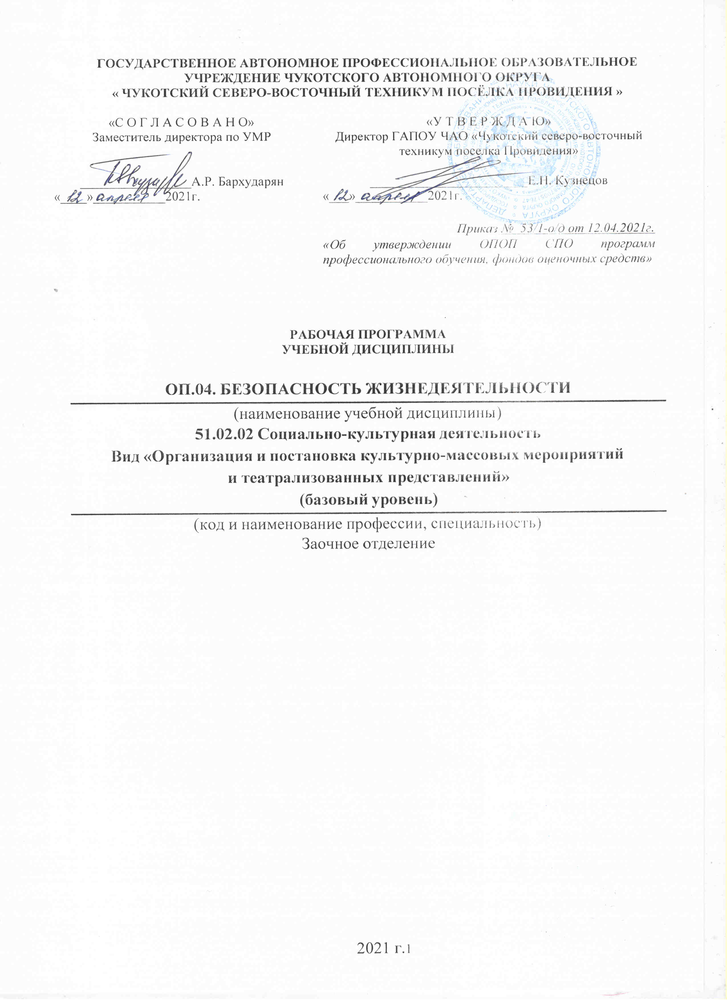 ГОСУДАРСТВЕННОЕ АВТОНОМНОЕ ПРОФЕССИОНАЛЬНОЕ ОБРАЗОВАТЕЛЬНОЕ
УЧРЕЖДЕНИЕ ЧУКОТСКОГО АВТОНОМНОГО ОКРУГА
« ЧУКОТСКИЙ СЕВЕРО-ВОСТОЧНЫЙ ТЕХНИКУМ ПОСЁЛКА ПРОВИДЕНИЯ »
«С О Г Л А С О В А Н О»
Заместитель директора по УМР
А.Р. Бархударян
«12» апреля 2021г.
«У Т В Е Р Ж Д А Ю»
Директор ГАПОУ ЧАО «Чукотский северо-восточный
техникум поселка Провидения»
Е.Н. Кузнецов
«12» апреля 2021г.
Приказ № 53/1-о/д от 12.04.2021г.
«Об утверждении ОПОП СПО программ
профессионального обучения, фондов оценочных средств»
РАБОЧАЯ ПРОГРАММА
УЧЕБНОЙ ДИСЦИПЛИНЫ
ОП.04. БЕЗОПАСНОСТЬ ЖИЗНЕДЕЯТЕЛЬНОСТИ
(наименование учебной дисциплины)
51.02.02 Социально-культурная деятельность
Вид «Организация и постановка культурно-массовых мероприятий
и театрализованных представлений»
(базовый уровень)
(код и наименование профессии, специальность)
Заочное отделение
2021 г.1